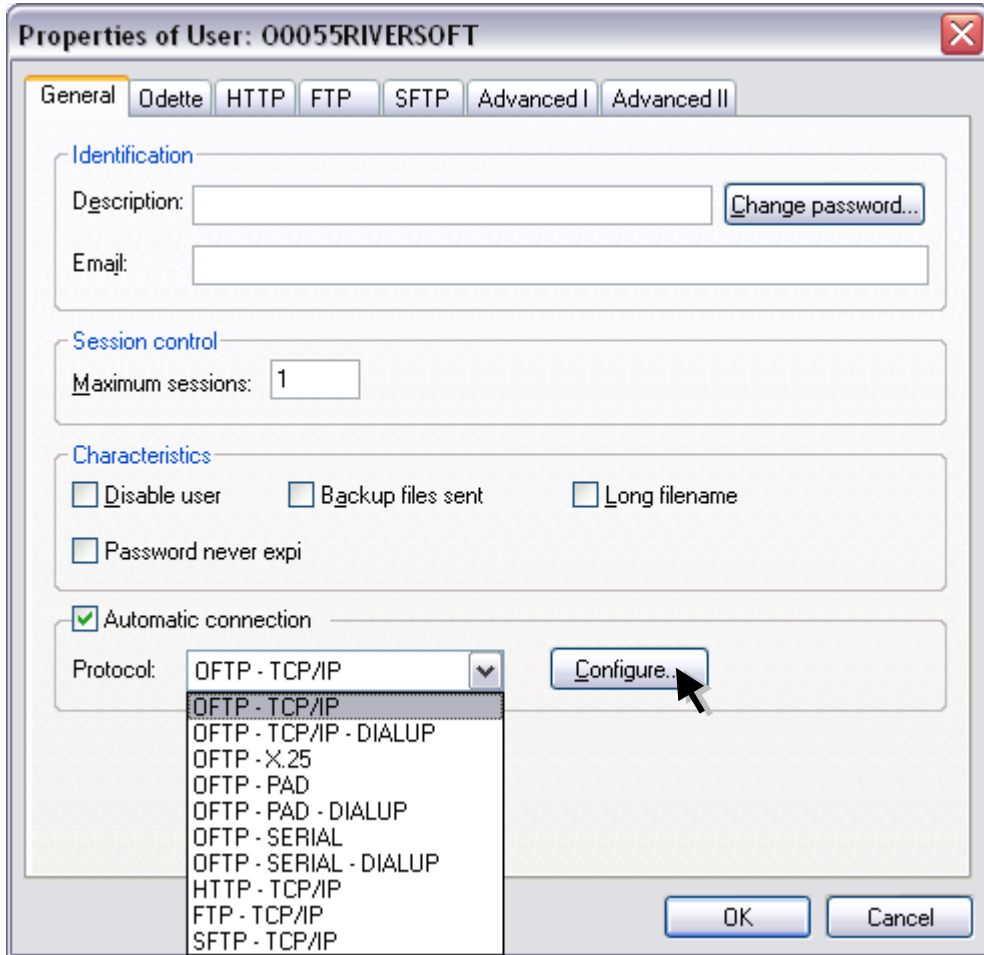 Properties of User: O0055RIVERSOFT
General Odette HTTP FTP SFTP Advanced I Advanced II
Identification
Description: Change password...
Email:
Session control
Maximum sessions: 1
Characteristics
Disable user Backup files sent Long filename
Password never expi
Automatic connection
Protocol: OFTP - TCP/IP Configure...
OFTP - TCP/IP
OFTP - TCP/IP - DIALUP
OFTP - X.25
OFTP - PAD
OFTP - PAD - DIALUP
OFTP - SERIAL
OFTP - SERIAL - DIALUP
HTTP - TCP/IP
FTP - TCP/IP
SFTP - TCP/IP
OK Cancel